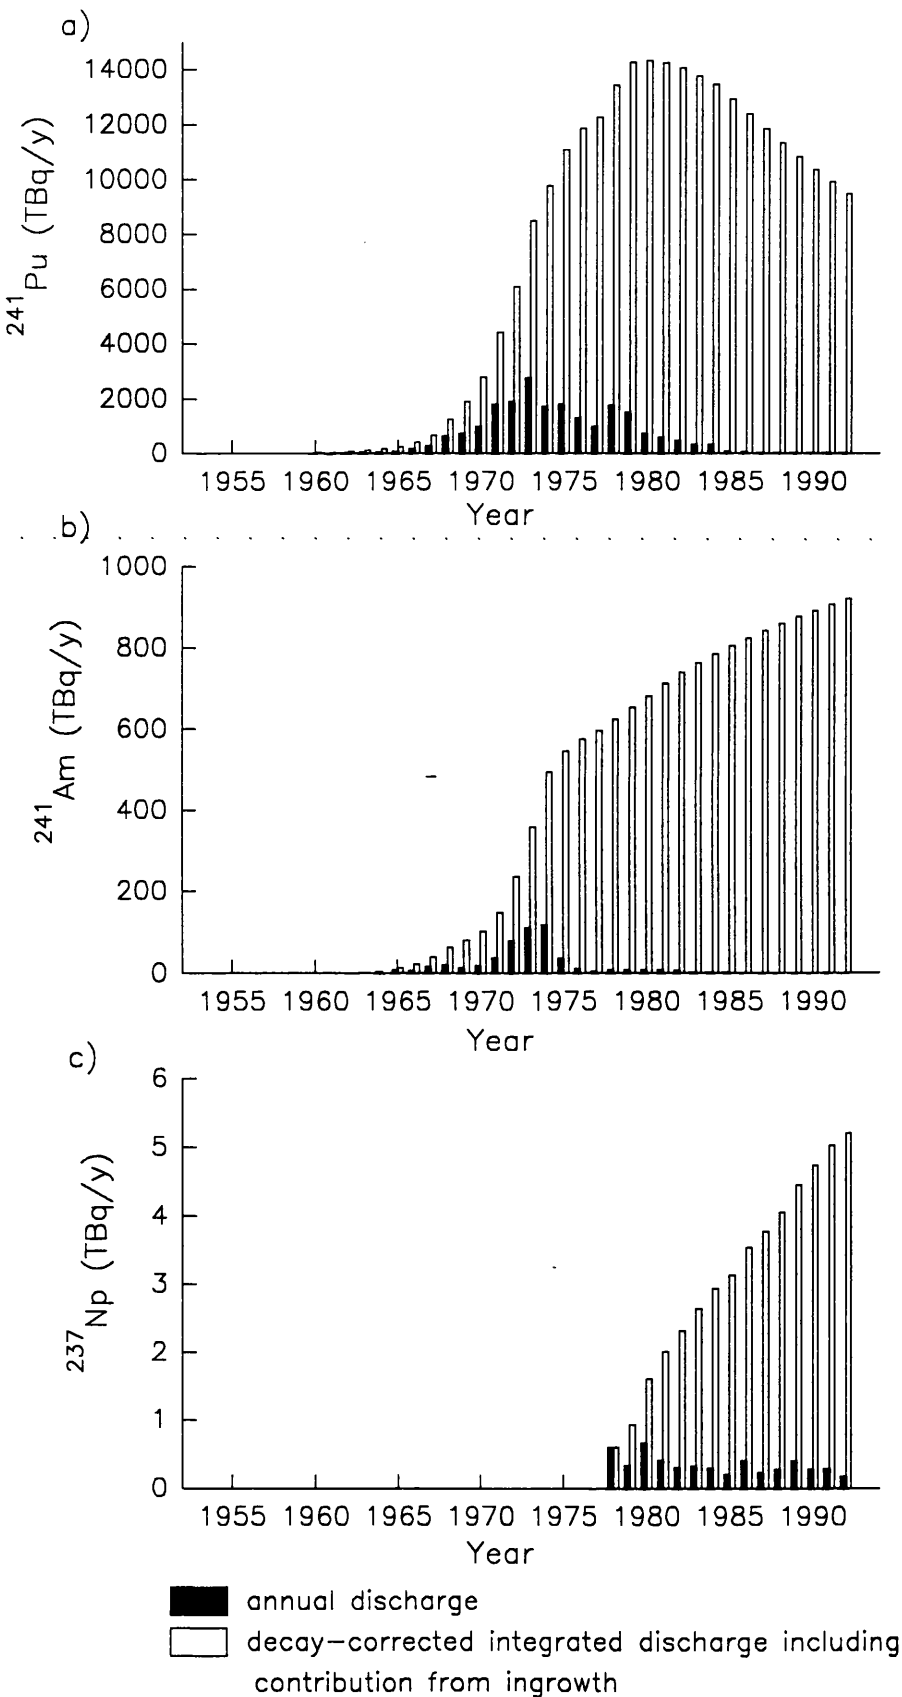 a)
14000
12000
10000
8000
6000
4000
2000
0
241Pu (TBq/y)
1955 1960 1965 1970 1975 1980 1985 1990
Year
b)
1000
800
600
400
200
0
241Am (TBq/y)
1955 1960 1965 1970 1975 1980 1985 1990
Year
c)
6
5
4
3
2
1
0
237Np (TBq/y)
1955 1960 1965 1970 1975 1980 1985 1990
Year
annual discharge
decay-corrected integrated discharge including
contribution from ingrowth